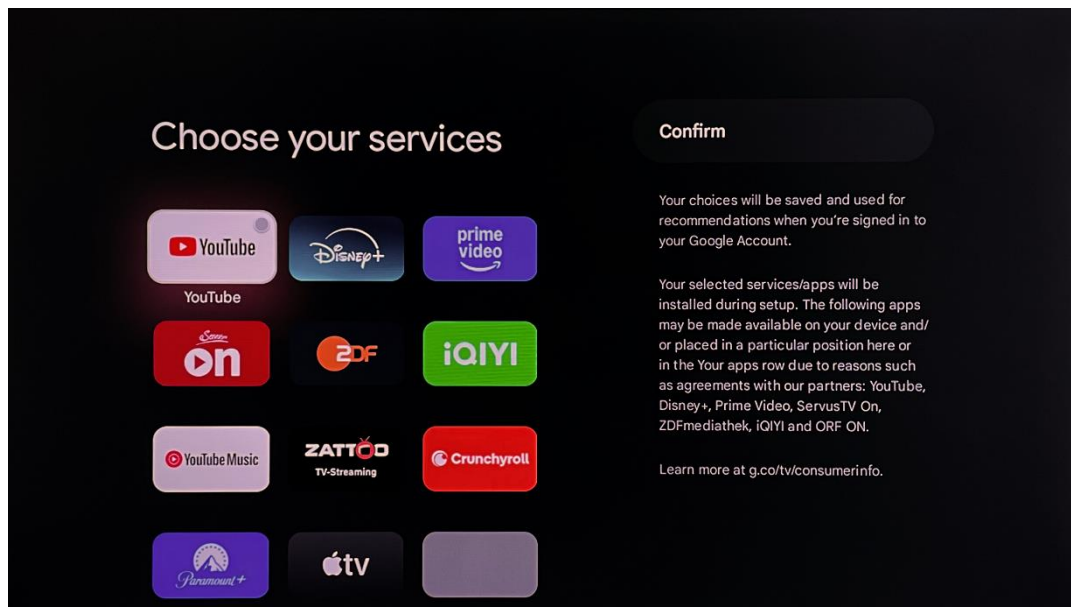 Choose your services
YouTube
Disney+
prime
video
YouTube
Servus
on
ZDF
iQIYI
YouTube Music
ZATTOO
TV-Streaming
Crunchyroll
Paramount+
tv
Confirm
Your choices will be saved and used for
recommendations when you’re signed in to
your Google Account.
Your selected services/apps will be
installed during setup. The following apps
may be made available on your device and/
or placed in a particular position here or
in the Your apps row due to reasons such
as agreements with our partners: YouTube,
Disney+, Prime Video, ServusTV On,
ZDFmediathek, iQIYI and ORF ON.
Learn more at g.co/tv/consumerinfo.